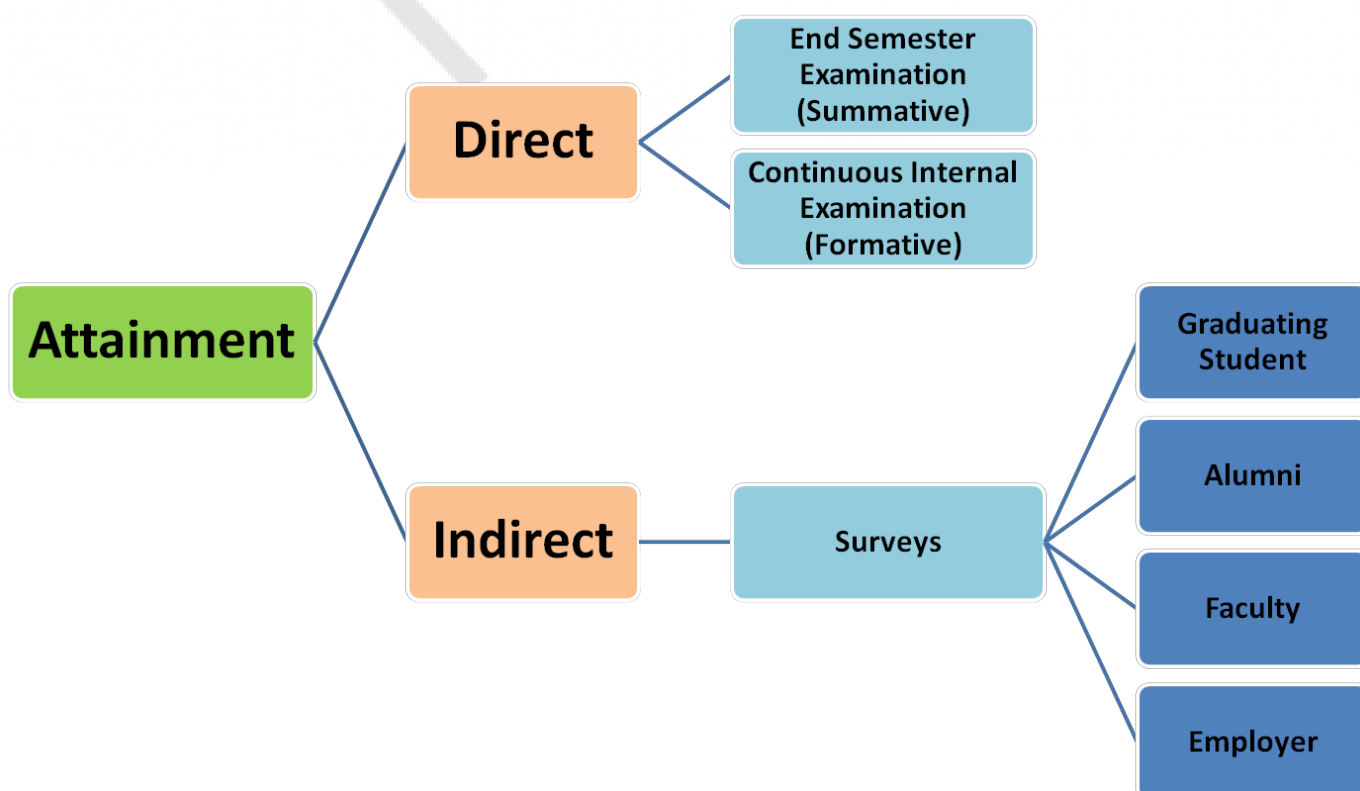 End Semester
Examination
(Summative)
Direct
Continuous Internal
Examination
(Formative)
Attainment
Graduating
Student
Alumni
Indirect
Surveys
Faculty
Employer